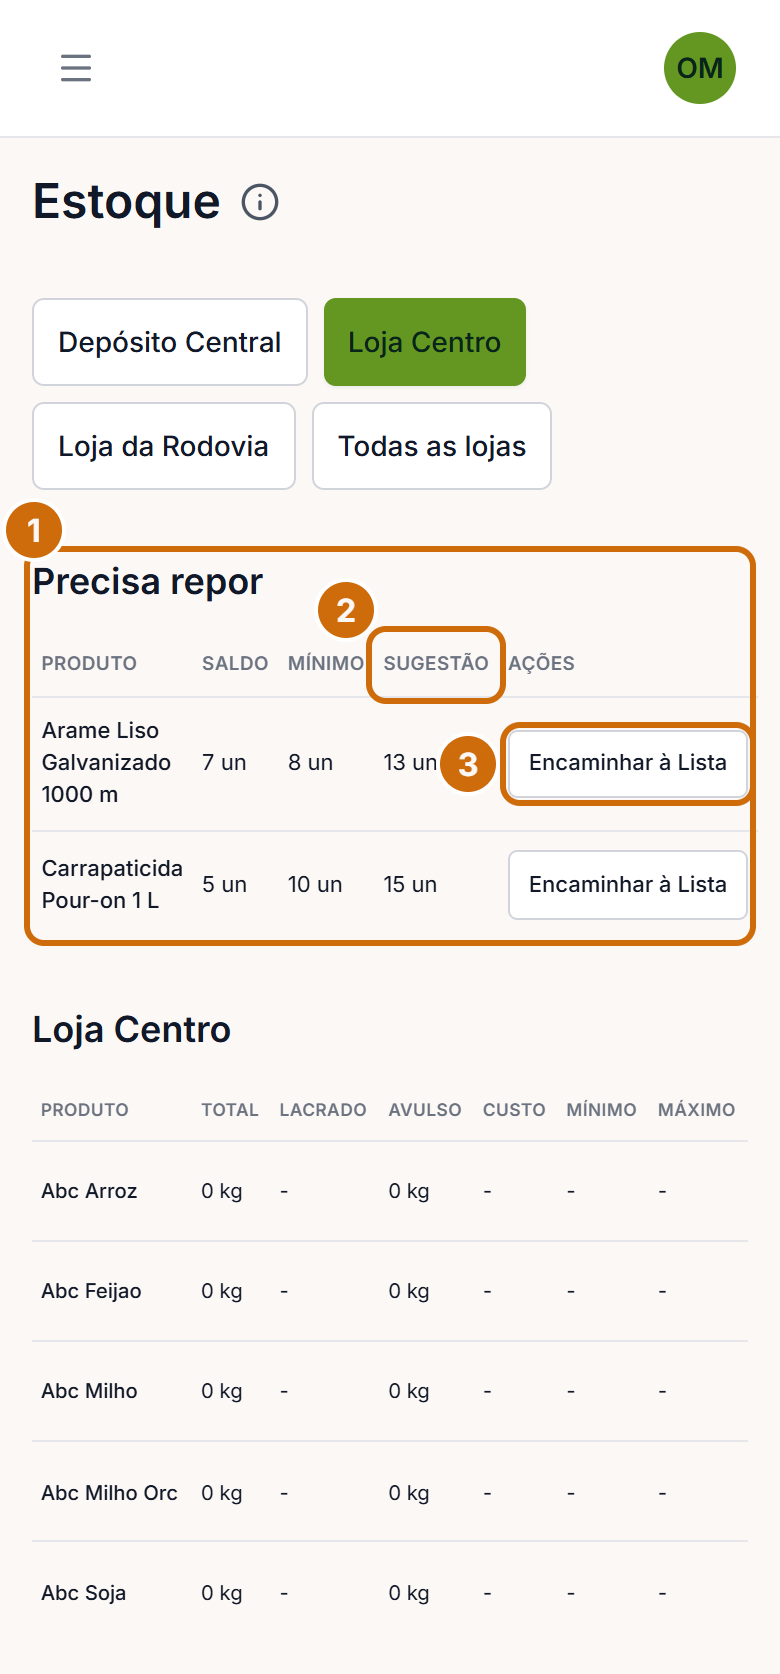 OM
Estoque
Depósito Central
Loja Centro
Loja da Rodovia
Todas as lojas
1
Precisa repor
2
PRODUTO SALDO MÍNIMO SUGESTÃO AÇÕES
Arame Liso
Galvanizado
1000 m
7 un 8 un 13 un 3 Encaminhar à Lista
Carrapaticida
Pour-on 1 L
5 un 10 un 15 un Encaminhar à Lista
Loja Centro
PRODUTO TOTAL LACRADO AVULSO CUSTO MÍNIMO MÁXIMO
Abc Arroz 0 kg - 0 kg - - -
Abc Feijao 0 kg - 0 kg - - -
Abc Milho 0 kg - 0 kg - - -
Abc Milho Orc 0 kg - 0 kg - - -
Abc Soja 0 kg - 0 kg - - -